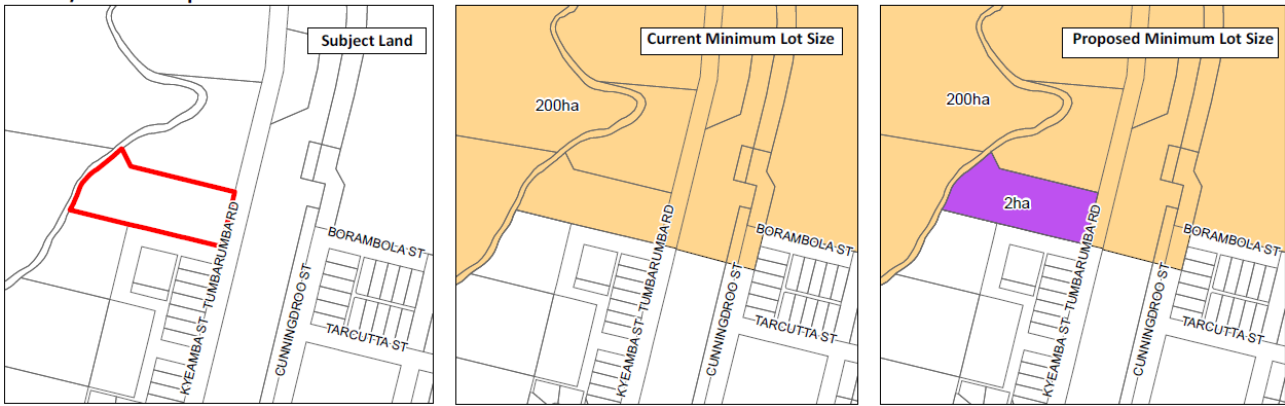 Subject Land
BORAMBOLA ST
KYEAMBA ST
TUMBARUMBA RD
CUNNINGDROO ST
TARCUTTA ST
Current Minimum Lot Size
200ha
BORAMBOLA ST
KYEAMBA ST
TUMBARUMBA RD
CUNNINGDROO ST
TARCUTTA ST
Proposed Minimum Lot Size
200ha
2ha
BORAMBOLA ST
KYEAMBA ST
TUMBARUMBA RD
CUNNINGDROO ST
TARCUTTA ST